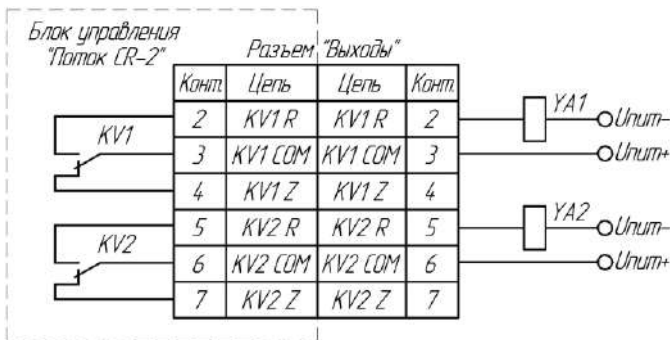 Блок управления
"Поток CR-2"
Разъем "Выходы"
Конт. Цепь Цепь Конт.
2 KV1 R KV1 R 2
3 KV1 COM KV1 COM 3
4 KV1 Z KV1 Z 4
5 KV2 R KV2 R 5
6 KV2 COM KV2 COM 6
7 KV2 Z KV2 Z 7
KV1
KV2
YA1
Uпит-
Uпит+
YA2
Uпит-
Uпит+